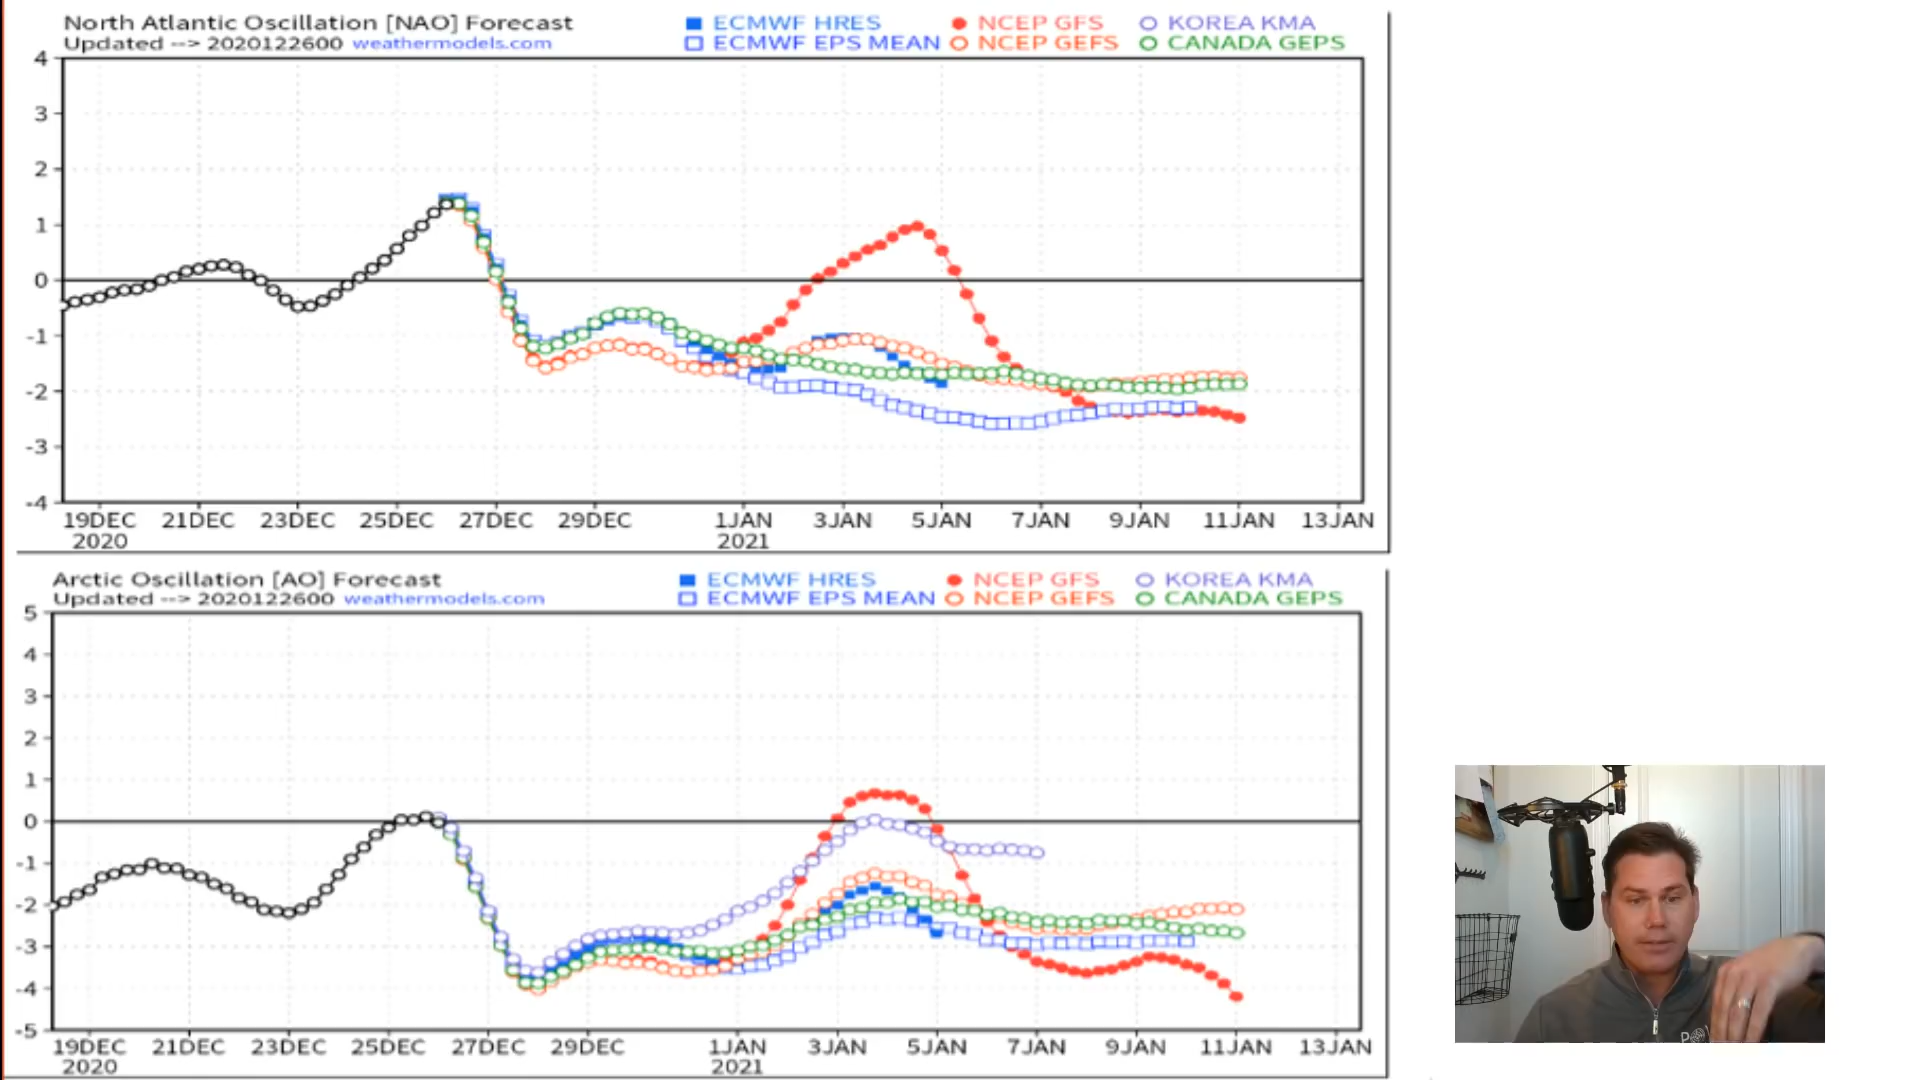 North Atlantic Oscillation [NAO] Forecast
Updated --> 2020122600 weathermodels.com
ECMWF HRES NCEP GFS KOREA KMA
ECMWF EPS MEAN NCEP GEFS CANADA GEPS
4
3
2
1
0
-1
-2
-3
-4
19DEC 21DEC 23DEC 25DEC 27DEC 29DEC 1JAN 3JAN 5JAN 7JAN 9JAN 11JAN 13JAN
2020 2021
Arctic Oscillation [AO] Forecast
Updated --> 2020122600 weathermodels.com
ECMWF HRES NCEP GFS KOREA KMA
ECMWF EPS MEAN NCEP GEFS CANADA GEPS
5
4
3
2
1
0
-1
-2
-3
-4
-5
19DEC 21DEC 23DEC 25DEC 27DEC 29DEC 1JAN 3JAN 5JAN 7JAN 9JAN 11JAN 13JAN
2020 2021